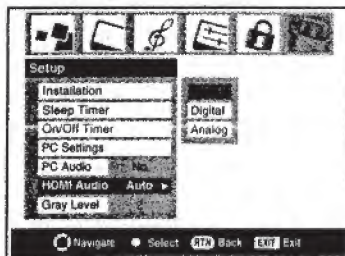 Setup
Installation
Sleep Timer
On/Off Timer
PC Settings
PC Audio No
HDMI Audio Auto
Gray Level
Digital
Analog
Navigate Select RTN Back EXIT Exit